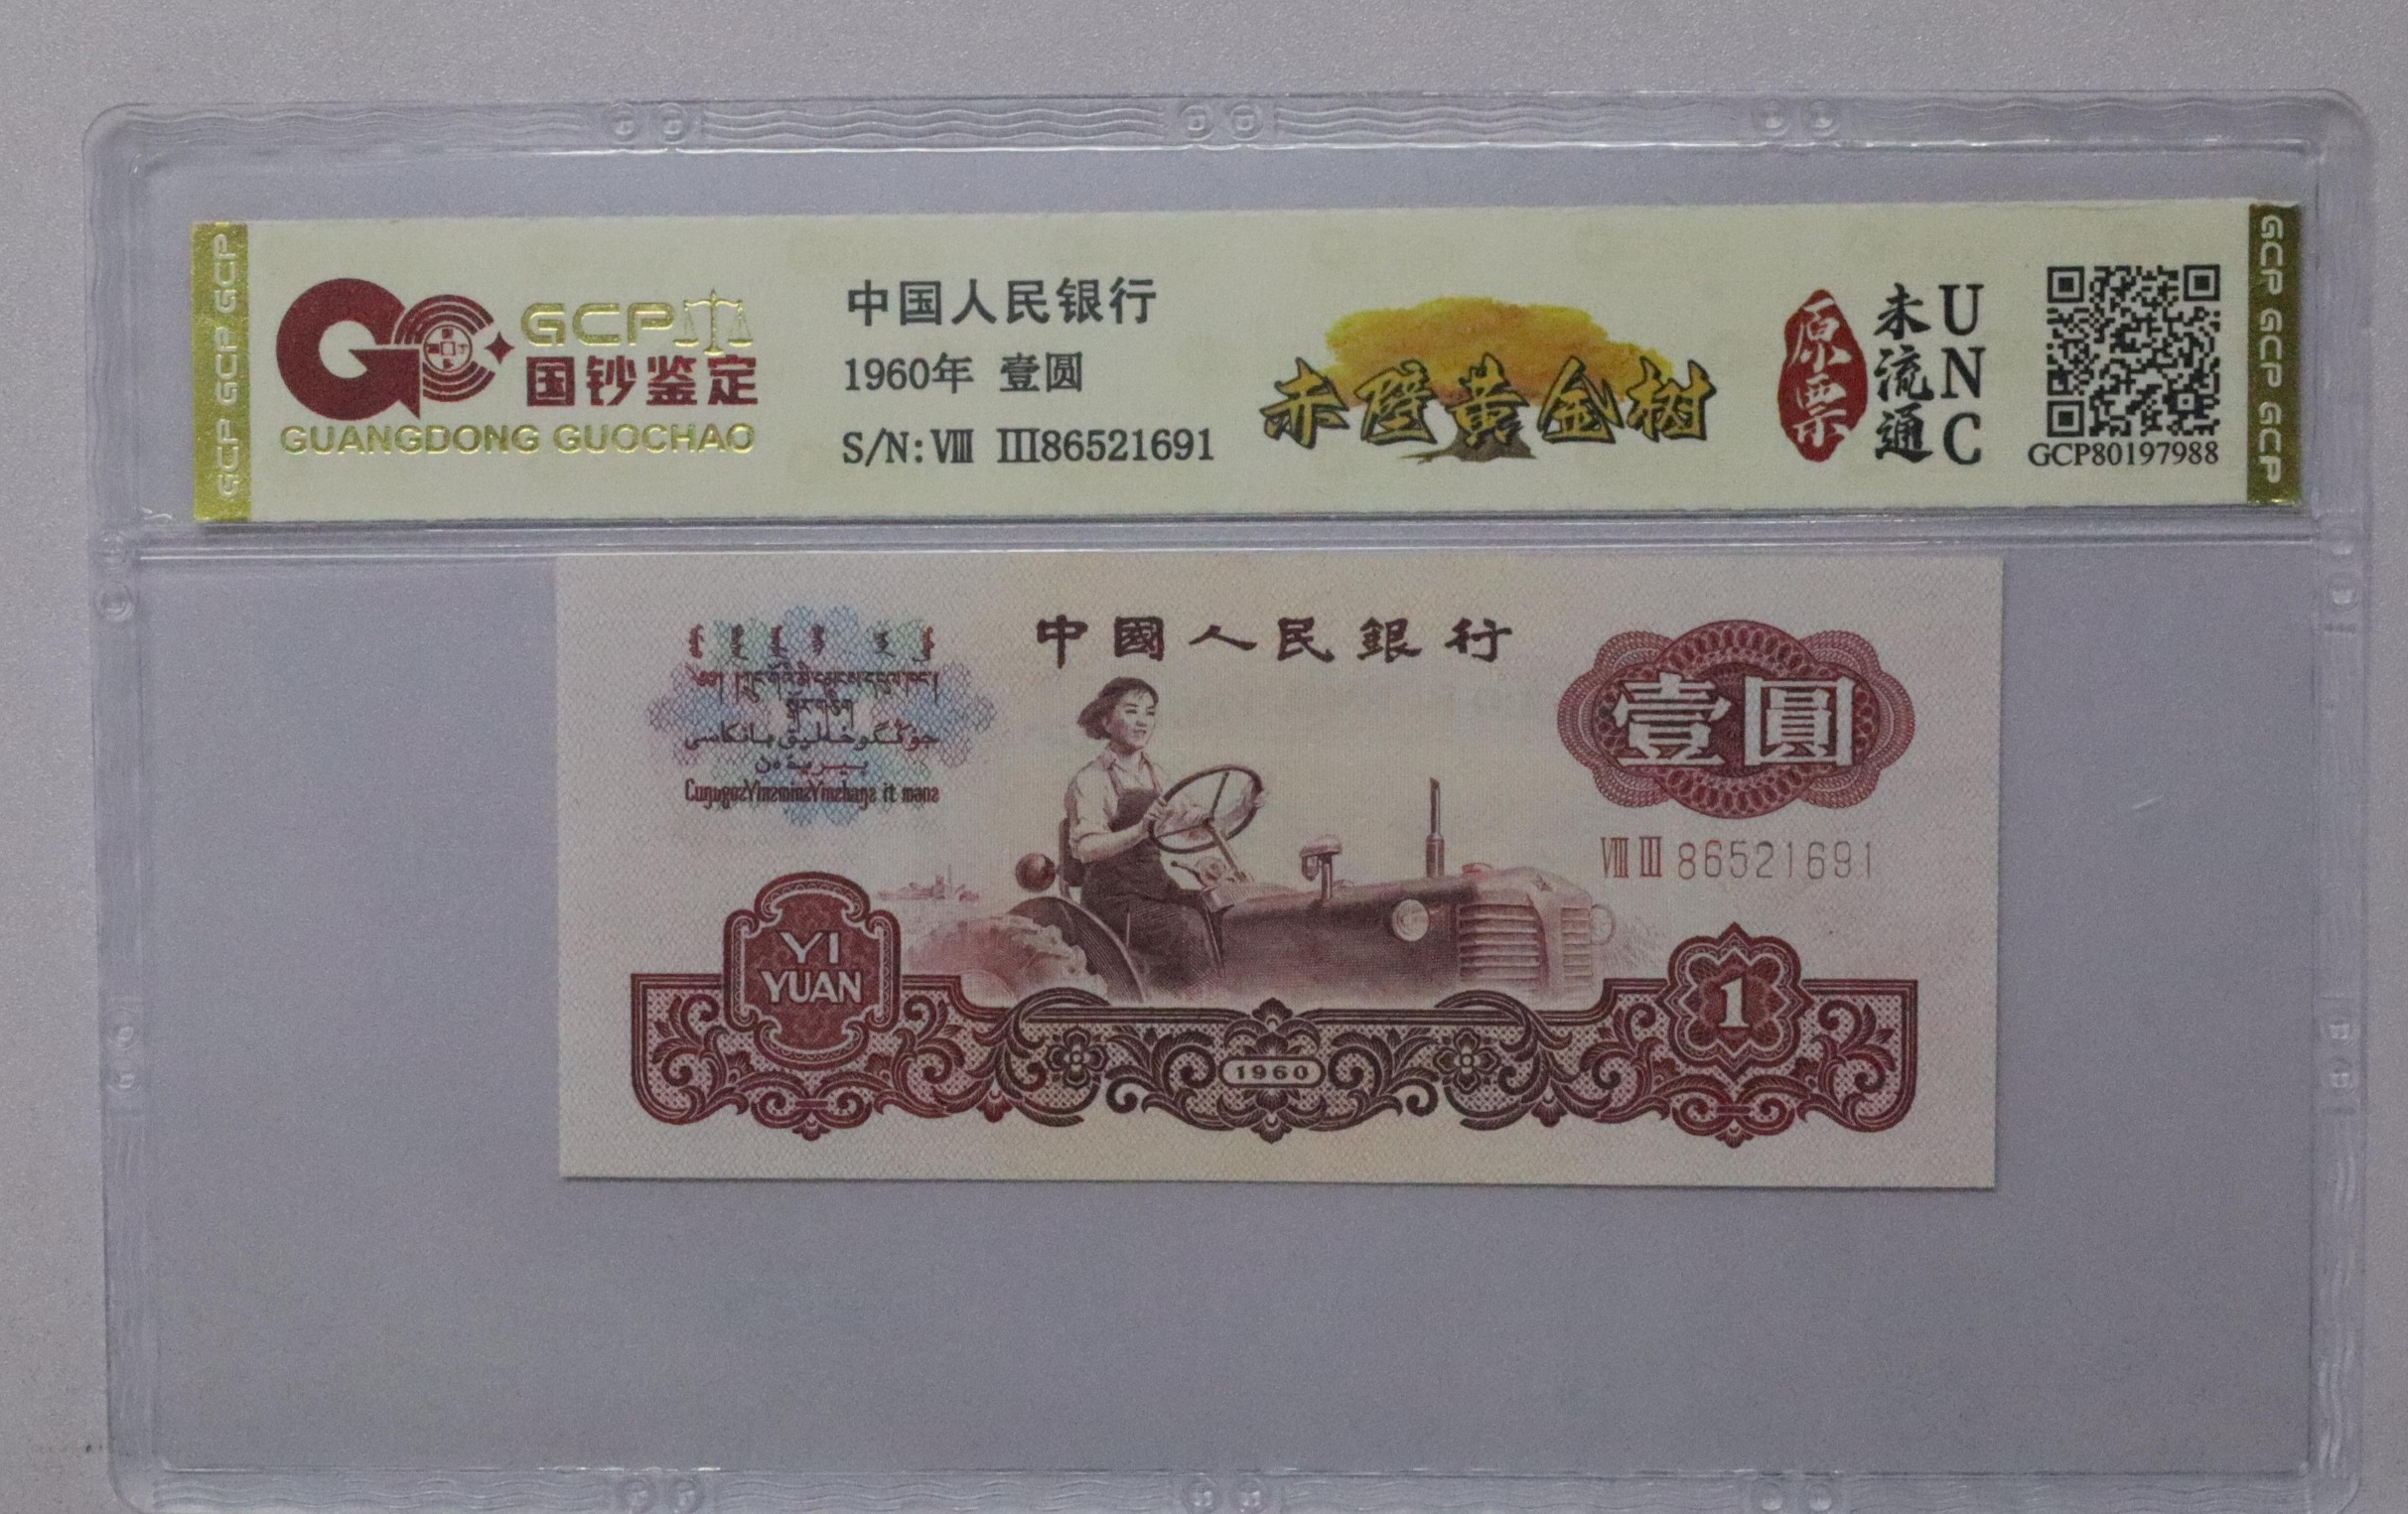 GCP GCP GCP
GCP
国钞鉴定
GUANGDONG GUOCHAO
中国人民银行
1960年 壹圆
S/N: Ⅷ Ⅲ86521691
赤壁黄金树
原票
未流通
UNC
GCP80197988
GCP GCP GCP
中國人民銀行
壹圓
Ⅷ Ⅲ 86521691
YI
YUAN
1
1960